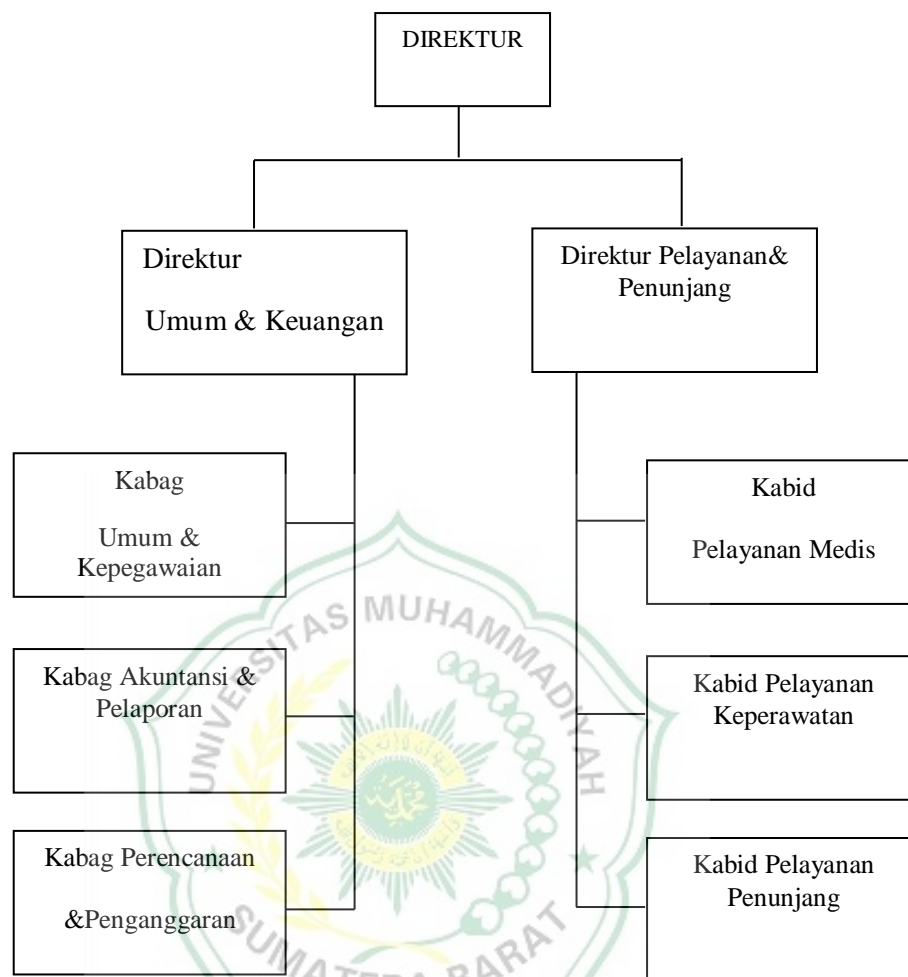 DIREKTUR
Direktur
Umum & Keuangan
Direktur Pelayanan&
Penunjang
Kabag
Umum &
Kepegawaian
Kabid
Pelayanan Medis
Kabag Akuntansi &
Pelaporan
Kabid Pelayanan
Keperawatan
Kabag Perencanaan
&Penganggaran
Kabid Pelayanan
Penunjang
UNIVERSITAS MUHAMMADIYAH
SUMATERA BARAT